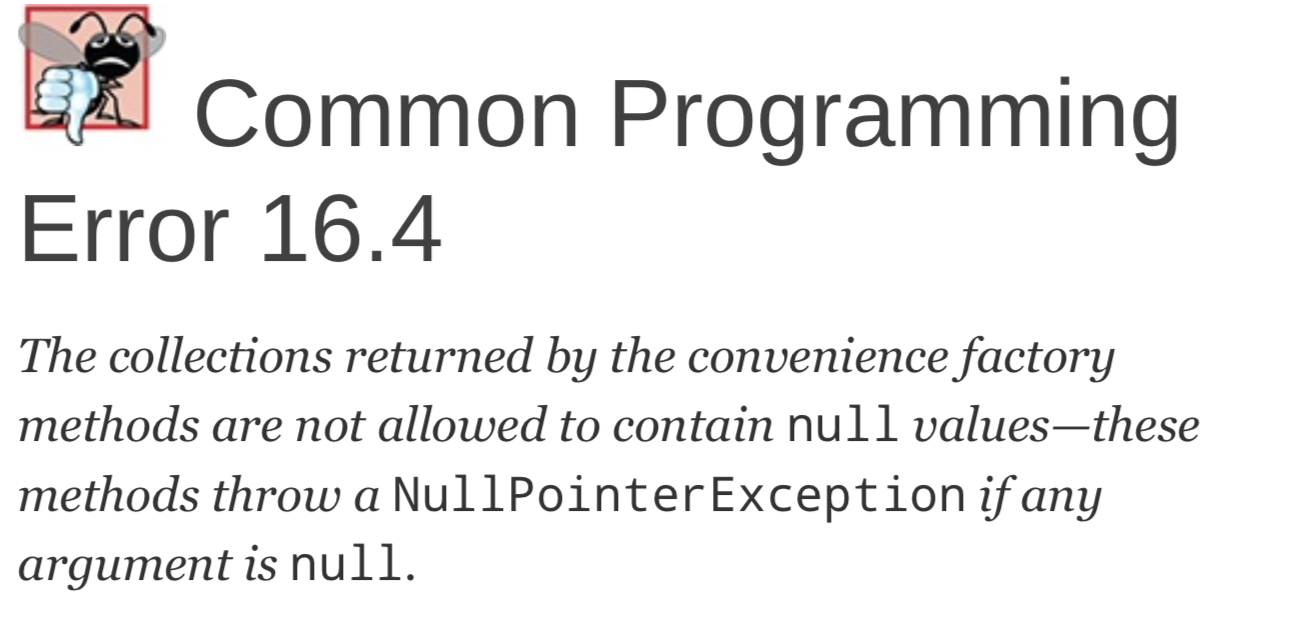 Common Programming
Error 16.4
The collections returned by the convenience factory
methods are not allowed to contain null values—these
methods throw a NullPointerException if any
argument is null.